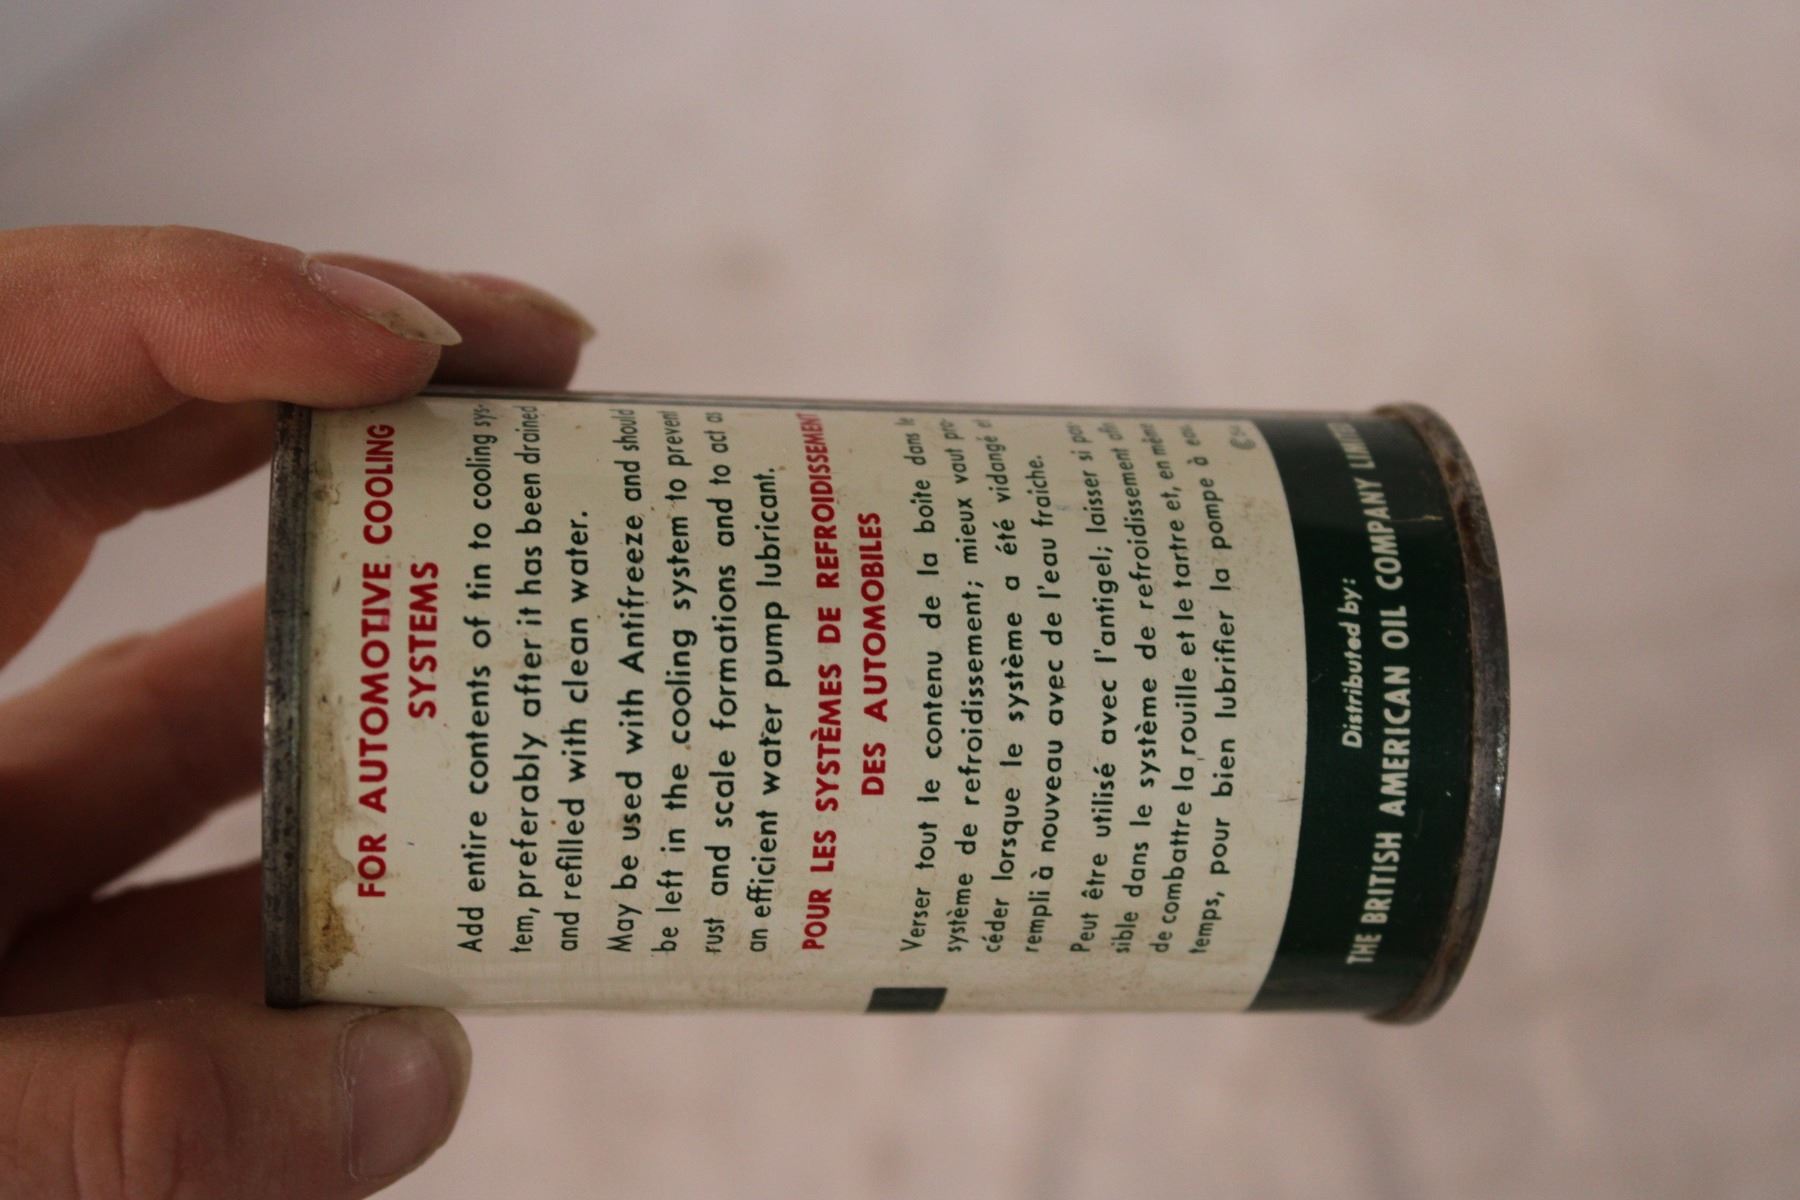 FOR AUTOMOTIVE COOLING
SYSTEMS
Add entire contents of tin to cooling sys-
tem, preferably after it has been drained
and refilled with clean water.
May be used with Antifreeze and should
be left in the cooling system to prevent
rust and scale formations and to act as
an efficient water pump lubricant.
POUR LES SYSTÈMES DE REFROIDISSEMENT
DES AUTOMOBILES
Verser tout le contenu de la boite dans le
système de refroidissement; mieux vaut pro-
céder lorsque le système a été vidangé et
rempli à nouveau avec de l'eau fraiche.
Peut être utilisé avec l'antigel; laisser si pos-
sible dans le système de refroidissement afin
de combattre la rouille et le tartre et, en même
temps, pour bien lubrifier la pompe à eau.
Distributed by:
THE BRITISH AMERICAN OIL COMPANY LIMITED